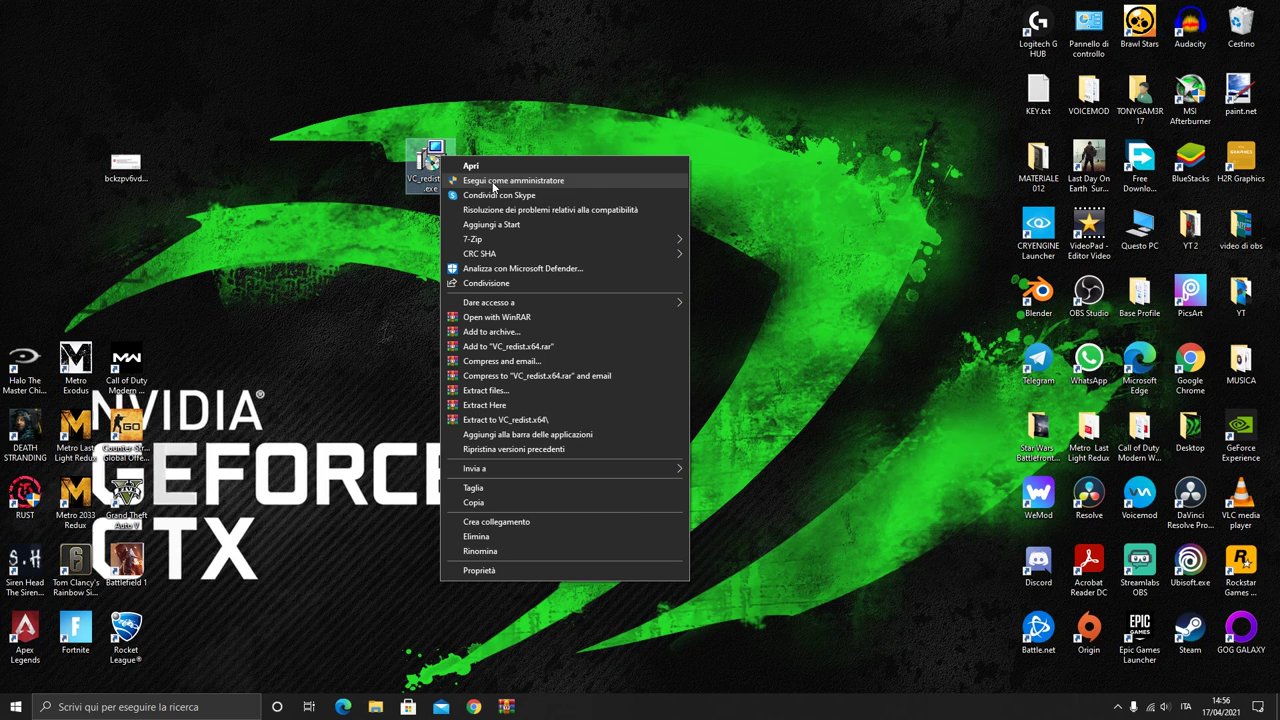 Logitech G
HUB
Pannello di
controllo
Brawl Stars
Audacity
Cestino
KEY.txt
VOICEMOD
TONYGAM3R
17
MSI
Afterburner
paint.net
bckzpv6vd...
VC_redist
.exe
MATERIALE
012
Last Day On
Earth Sur...
Free
Downlo...
BlueStacks
H2R Graphics
CRYENGINE
Launcher
VideoPad -
Editor Video
Questo PC
YT 2
video di obs
Blender
OBS Studio
Base Profile
PicsArt
YT
Telegram
WhatsApp
Microsoft
Edge
Google
Chrome
MUSICA
Star Wars
Battlefront...
Metro Last
Light Redux
Call of Duty
Modern W...
Desktop
GeForce
Experience
WeMod
Resolve
Voicemod
DaVinci
Resolve Pro...
VLC media
player
Discord
Acrobat
Reader DC
Streamlabs
OBS
Ubisoft.exe
Rockstar
Games ...
Battle.net
Origin
Epic Games
Launcher
Steam
GOG GALAXY
Apri
Esegui come amministratore
Condividi con Skype
Risoluzione dei problemi relativi alla compatibilità
Aggiungi a Start
7-Zip
CRC SHA
Analizza con Microsoft Defender...
Condivisione
Dare accesso a
Open with WinRAR
Add to archive...
Add to "VC_redist.x64.rar"
Compress and email...
Compress to "VC_redist.x64.rar" and email
Extract files...
Extract Here
Extract to VC_redist.x64\
Aggiungi alla barra delle applicazioni
Ripristina versioni precedenti
Invia a
Taglia
Copia
Crea collegamento
Elimina
Rinomina
Proprietà
Halo The
Master Chi...
Metro
Exodus
Call of Duty
Modern ...
NVIDIA®
GEFORCE
GTX
DEATH
STRANDING
Metro Last
Light Redux
Counter-Str...
Global Offe...
RUST
Metro 2033
Redux
Grand Theft
Auto V
Siren Head
The Siren...
Tom Clancy's
Rainbow Si...
Battlefield 1
Apex
Legends
Fortnite
Rocket
League®
Scrivi qui per eseguire la ricerca
ITA
14:56
17/04/2021